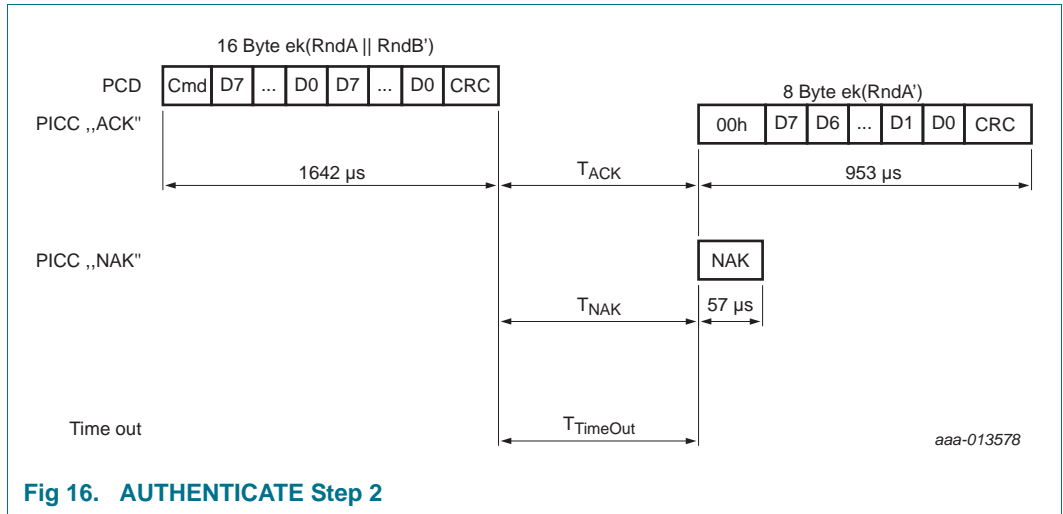 16 Byte ek(RndA || RndB')
PCD
Cmd D7 ... D0 D7 ... D0 CRC
8 Byte ek(RndA')
PICC ,,ACK"
00h D7 D6 ... D1 D0 CRC
1642 µs
TACK
953 µs
PICC ,,NAK"
NAK
TNAK
57 µs
Time out
TTimeOut
aaa-013578
Fig 16. AUTHENTICATE Step 2